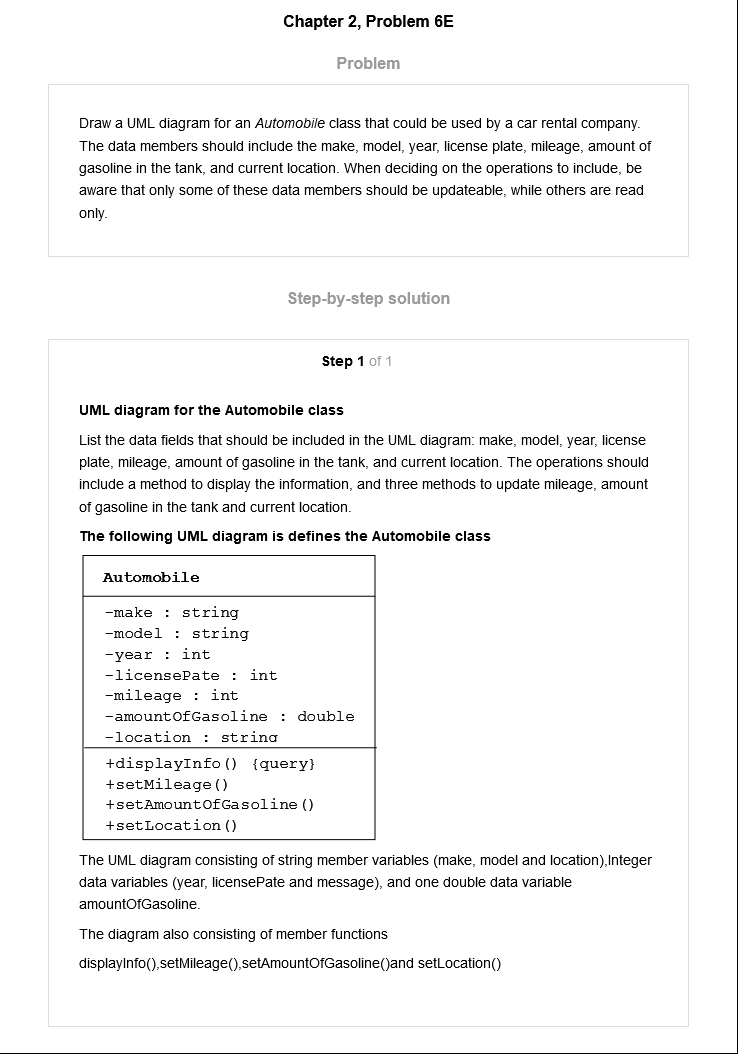 Chapter 2, Problem 6E
Problem
Draw a UML diagram for an Automobile class that could be used by a car rental company.
The data members should include the make, model, year, license plate, mileage, amount of
gasoline in the tank, and current location. When deciding on the operations to include, be
aware that only some of these data members should be updateable, while others are read
only.
Step-by-step solution
Step 1 of 1
UML diagram for the Automobile class
List the data fields that should be included in the UML diagram: make, model, year, license
plate, mileage, amount of gasoline in the tank, and current location. The operations should
include a method to display the information, and three methods to update mileage, amount
of gasoline in the tank and current location.
The following UML diagram is defines the Automobile class
Automobile
-make : string
-model : string
-year : int
-licensePate : int
-mileage : int
-amountOfGasoline : double
-location : string
+displayInfo() {query}
+setMileage()
+setAmountOfGasoline()
+setLocation()
The UML diagram consisting of string member variables (make, model and location),Integer
data variables (year, licensePate and message), and one double data variable
amountOfGasoline.
The diagram also consisting of member functions
displayInfo(),setMileage(),setAmountOfGasoline()and setLocation()